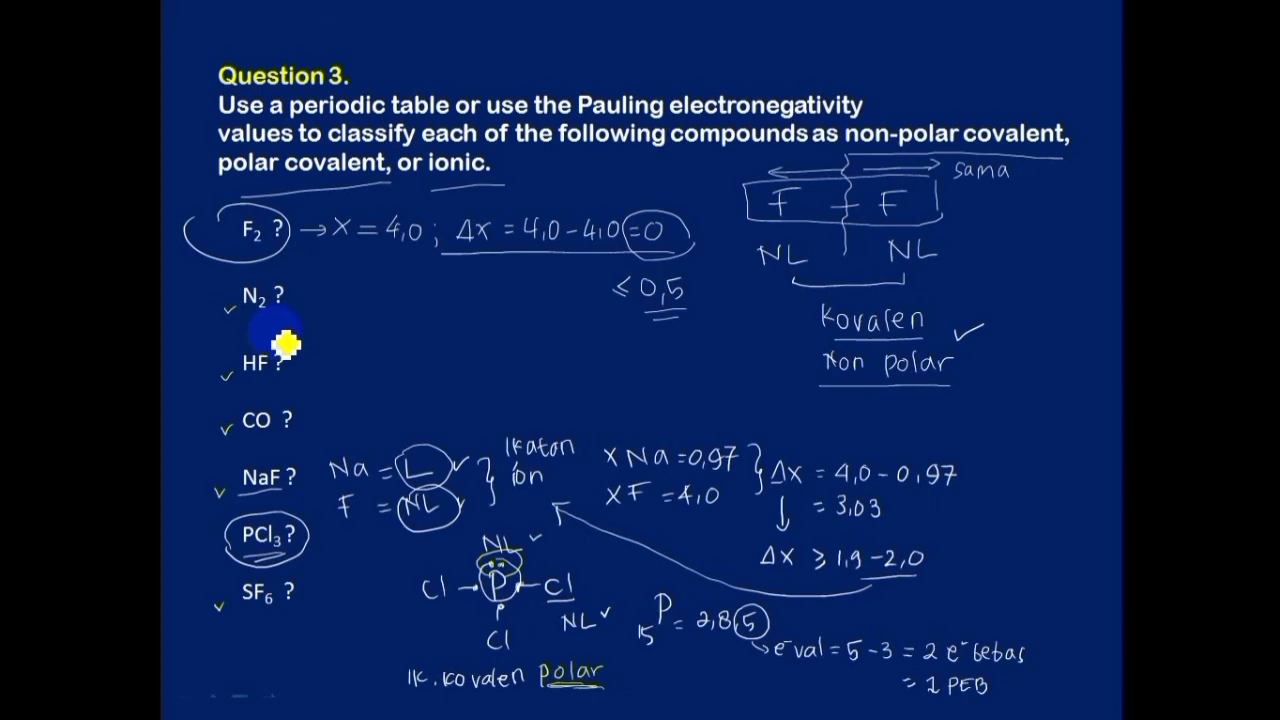 Question 3.
Use a periodic table or use the Pauling electronegativity
values to classify each of the following compounds as non-polar covalent,
polar covalent, or ionic.
sama
F – F
F₂ ? → X = 4,0 ; ΔX = 4,0 – 4,0 = 0
NL NL
≤ 0,5
N₂ ?
Kovalen
Non polar
HF ?
CO ?
Na = L
F = NL
Ikatan
ion
X Na = 0,97
X F = 4,0
ΔX = 4,0 – 0,97
= 3,03
ΔX ≥ 1,9 – 2,0
NaF ?
PCl₃ ?
NL
Cl – P – Cl
NL
Cl
Ik. kovalen polar
SF₆ ?
₁₅P = 2,8,5
e⁻ val = 5 – 3 = 2 e⁻ bebas
= 1 PEB